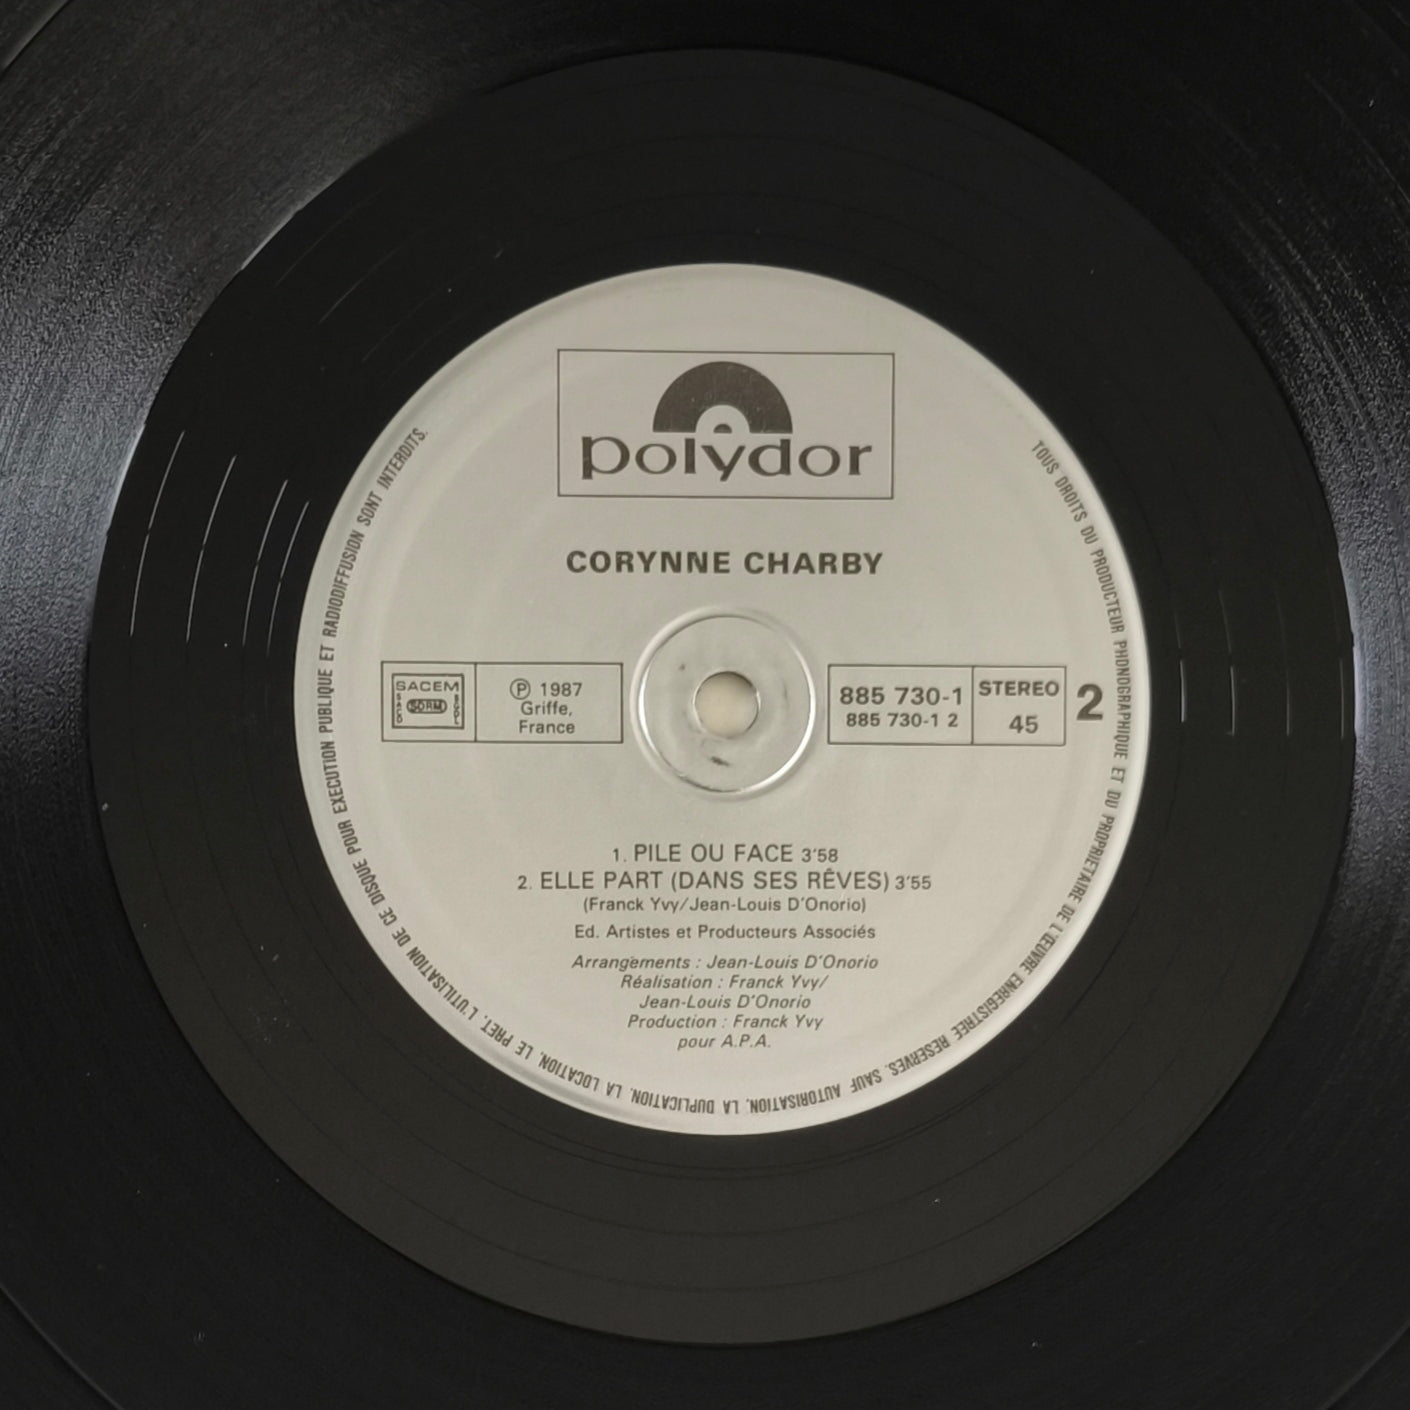 polydor
CORYNNE CHARBY
SACEM
SACD
SDRM
SGDL
Ⓟ 1987
Griffe,
France
885 730-1
885 730-1 2
STEREO
45
2
1. PILE OU FACE 3'58
2. ELLE PART (DANS SES RÊVES) 3'55
(Franck Yvy/Jean-Louis D'Onorio)
Ed. Artistes et Producteurs Associés
Arrangements : Jean-Louis D'Onorio
Réalisation : Franck Yvy/
Jean-Louis D'Onorio
Production : Franck Yvy
pour A.P.A.
TOUS DROITS DU PRODUCTEUR PHONOGRAPHIQUE ET DU PROPRIETAIRE DE L'ŒUVRE ENREGISTREE RESERVES. SAUF AUTORISATION, LA DUPLICATION, LA LOCATION, LE PRET, L'UTILISATION DE CE DISQUE POUR EXECUTION PUBLIQUE ET RADIODIFFUSION SONT INTERDITS.